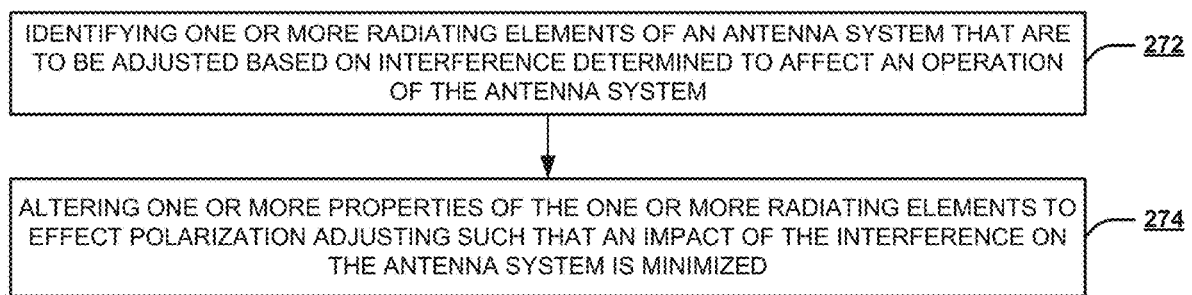 IDENTIFYING ONE OR MORE RADIATING ELEMENTS OF AN ANTENNA SYSTEM THAT ARE
TO BE ADJUSTED BASED ON INTERFERENCE DETERMINED TO AFFECT AN OPERATION
OF THE ANTENNA SYSTEM
272
ALTERING ONE OR MORE PROPERTIES OF THE ONE OR MORE RADIATING ELEMENTS TO
EFFECT POLARIZATION ADJUSTING SUCH THAT AN IMPACT OF THE INTERFERENCE ON
THE ANTENNA SYSTEM IS MINIMIZED
274